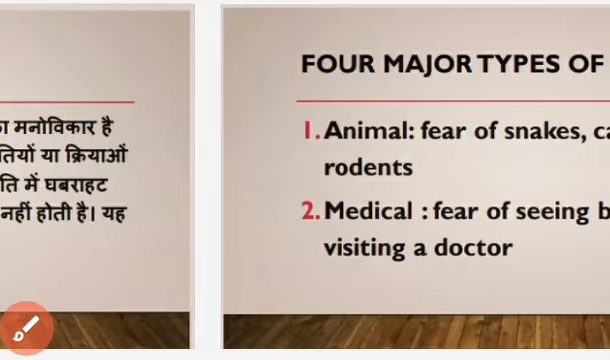 मनोविकार है
या क्रियाओं
में घबराहट
नहीं होती है। यह
FOUR MAJOR TYPES OF
1. Animal: fear of snakes,
rodents
2. Medical : fear of seeing
visiting a doctor